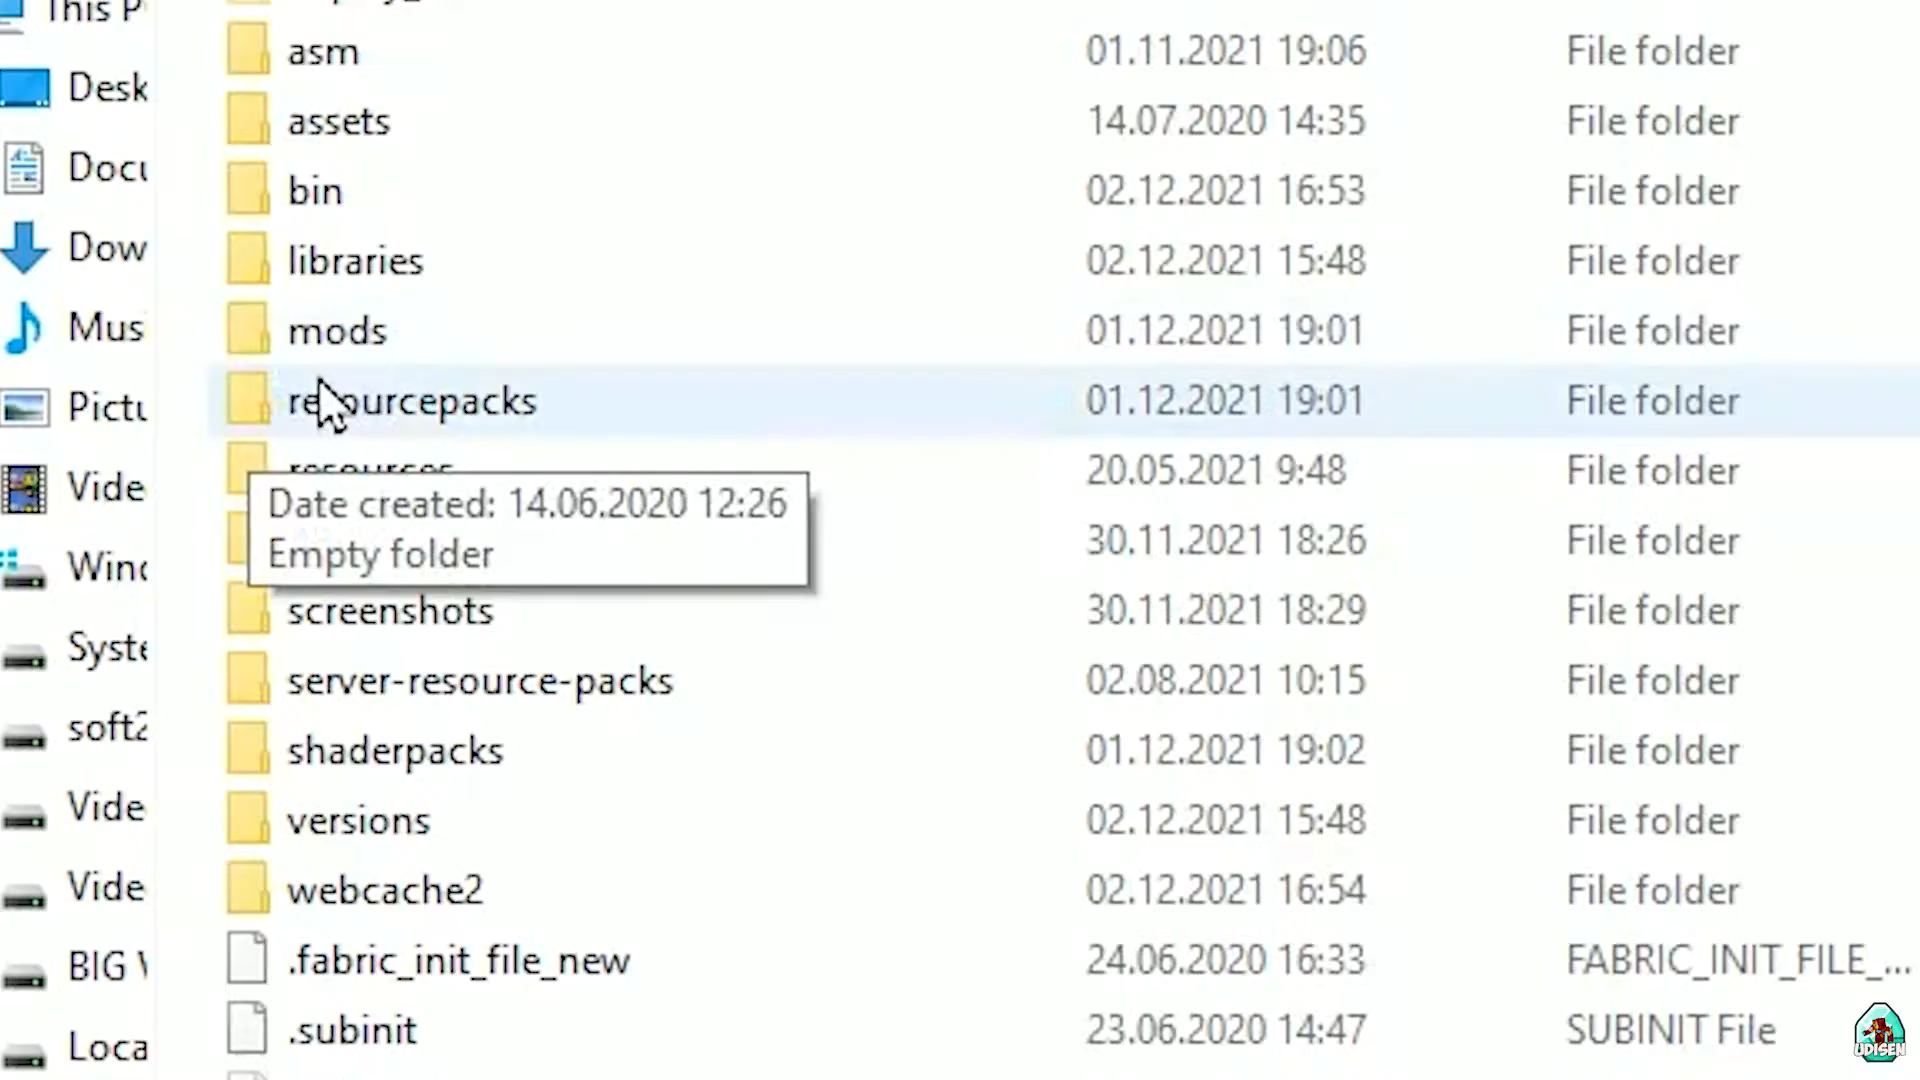 This P
Desk
Docu
Dow
Mus
Pictu
Vide
Wind
Syste
soft2
Vide
Vide
BIG V
Loca
asm 01.11.2021 19:06 File folder
assets 14.07.2020 14:35 File folder
bin 02.12.2021 16:53 File folder
libraries 02.12.2021 15:48 File folder
mods 01.12.2021 19:01 File folder
resourcepacks 01.12.2021 19:01 File folder
resources 20.05.2021 9:48 File folder
Date created: 14.06.2020 12:26
Empty folder
30.11.2021 18:26 File folder
screenshots 30.11.2021 18:29 File folder
server-resource-packs 02.08.2021 10:15 File folder
shaderpacks 01.12.2021 19:02 File folder
versions 02.12.2021 15:48 File folder
webcache2 02.12.2021 16:54 File folder
.fabric_init_file_new 24.06.2020 16:33 FABRIC_INIT_FILE_...
.subinit 23.06.2020 14:47 SUBINIT File
UDISEN